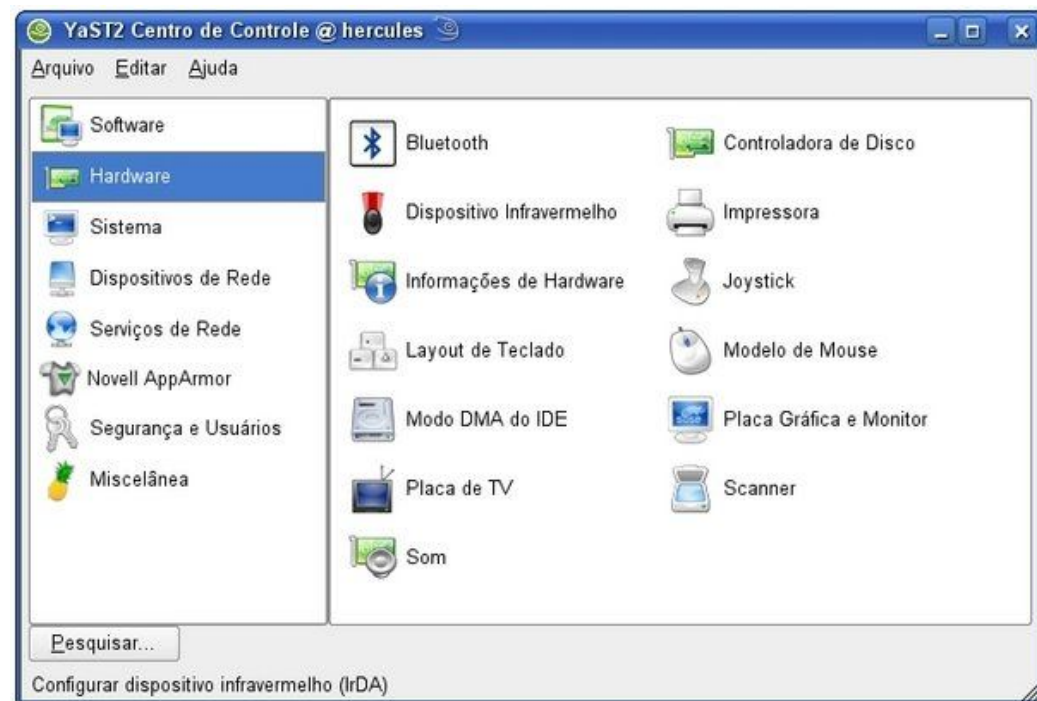 YaST2 Centro de Controle @ hercules
Arquivo Editar Ajuda
Software
Hardware
Sistema
Dispositivos de Rede
Serviços de Rede
Novell AppArmor
Segurança e Usuários
Miscelânea
Bluetooth
Controladora de Disco
Dispositivo Infravermelho
Impressora
Informações de Hardware
Joystick
Layout de Teclado
Modelo de Mouse
Modo DMA do IDE
Placa Gráfica e Monitor
Placa de TV
Scanner
Som
Pesquisar...
Configurar dispositivo infravermelho (IrDA)